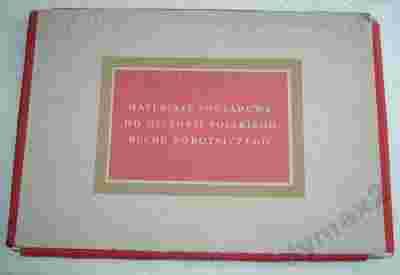 MATERIAŁY POGLĄDOWE
DO HISTORII POLSKIEGO
RUCHU ROBOTNICZEGO